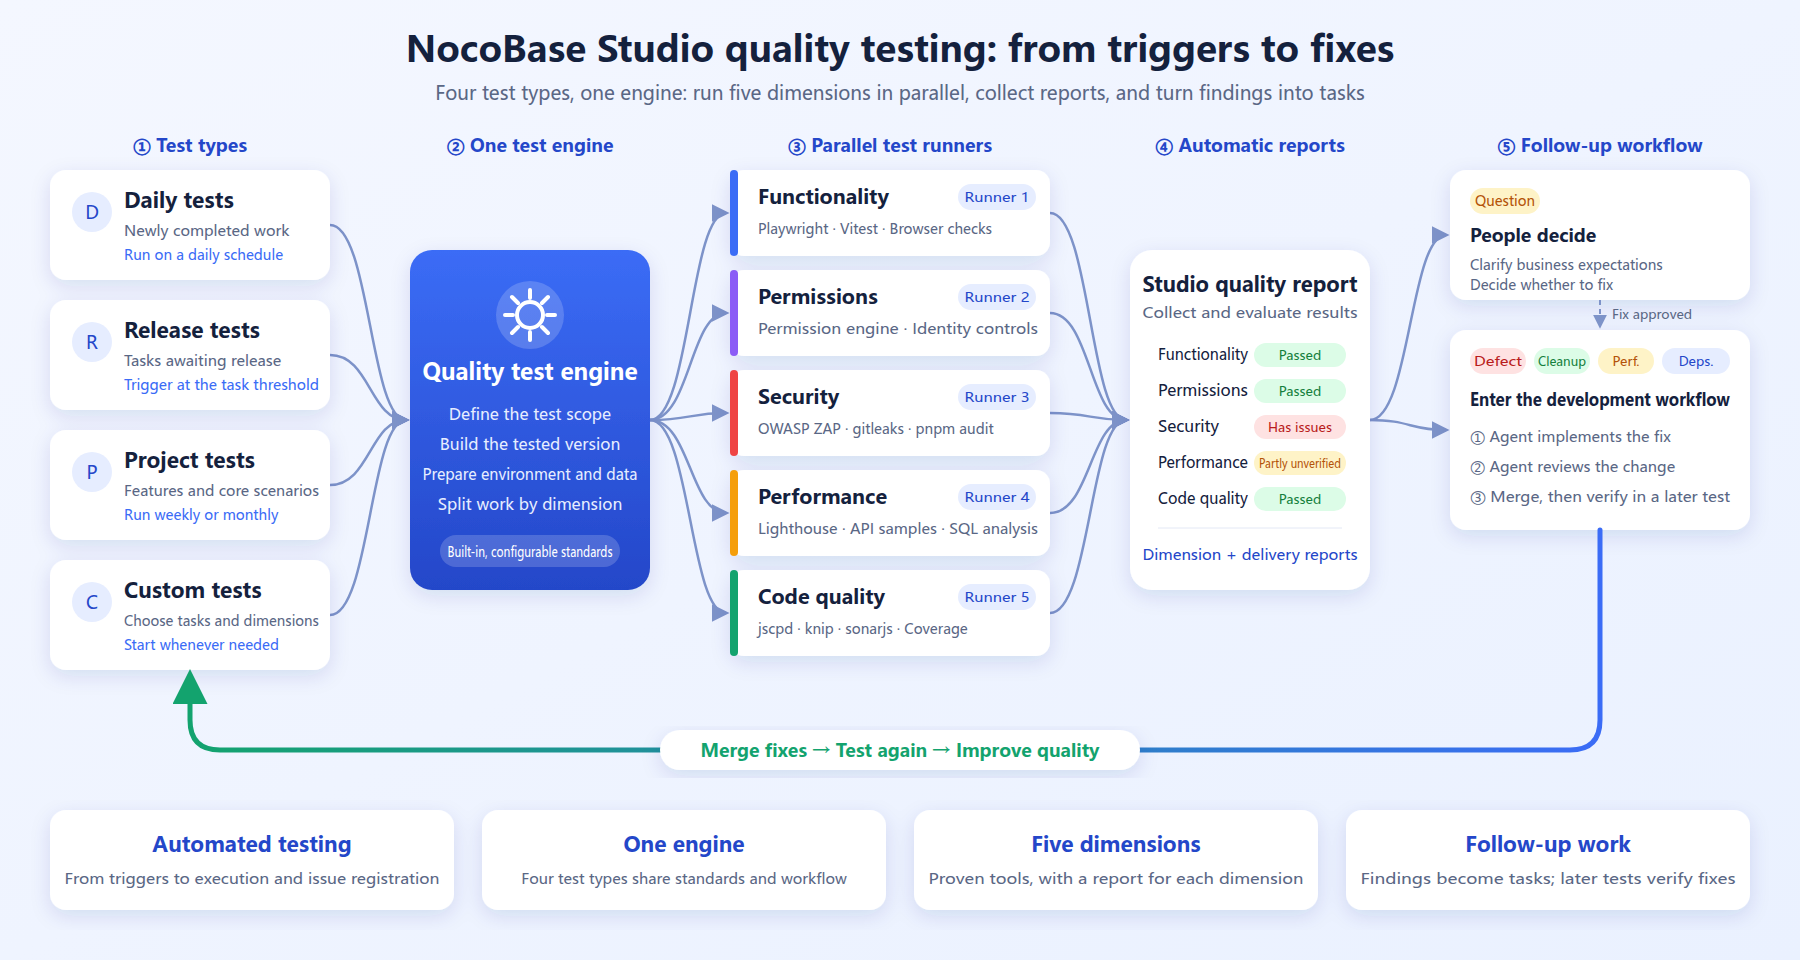 NocoBase Studio quality testing: from triggers to fixes
Four test types, one engine: run five dimensions in parallel, collect reports, and turn findings into tasks
① Test types
D
Daily tests
Newly completed work
Run on a daily schedule
R
Release tests
Tasks awaiting release
Trigger at the task threshold
P
Project tests
Features and core scenarios
Run weekly or monthly
C
Custom tests
Choose tasks and dimensions
Start whenever needed
② One test engine
Quality test engine
Define the test scope
Build the tested version
Prepare environment and data
Split work by dimension
Built-in, configurable standards
③ Parallel test runners
Functionality Runner 1
Playwright · Vitest · Browser checks
Permissions Runner 2
Permission engine · Identity controls
Security Runner 3
OWASP ZAP · gitleaks · pnpm audit
Performance Runner 4
Lighthouse · API samples · SQL analysis
Code quality Runner 5
jscpd · knip · sonarjs · Coverage
④ Automatic reports
Studio quality report
Collect and evaluate results
Functionality Passed
Permissions Passed
Security Has issues
Performance Partly unverified
Code quality Passed
Dimension + delivery reports
⑤ Follow-up workflow
Question
People decide
Clarify business expectations
Decide whether to fix
Fix approved
Defect Cleanup Perf. Deps.
Enter the development workflow
① Agent implements the fix
② Agent reviews the change
③ Merge, then verify in a later test
Merge fixes → Test again → Improve quality
Automated testing
From triggers to execution and issue registration
One engine
Four test types share standards and workflow
Five dimensions
Proven tools, with a report for each dimension
Follow-up work
Findings become tasks; later tests verify fixes